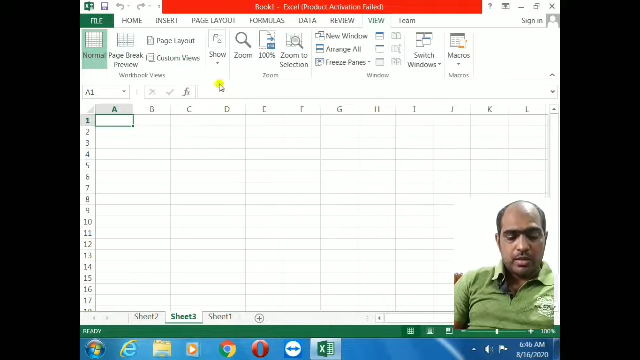 Book1 - Excel (Product Activation Failed)
FILE HOME INSERT PAGE LAYOUT FORMULAS DATA REVIEW VIEW Team Sign in
Normal Page Break Preview Page Layout Custom Views
Workbook Views
Show
Zoom 100% Zoom to Selection
Zoom
New Window
Arrange All
Freeze Panes
Switch Windows
Window
Macros
Macros
A1 fx
A B C D E F G H I J K L
1
2
3
4
5
6
7
8
9
10
11
12
13
14
15
16
17
18
Sheet2 Sheet3 Sheet1
READY 100%
6:46 AM
8/16/2020